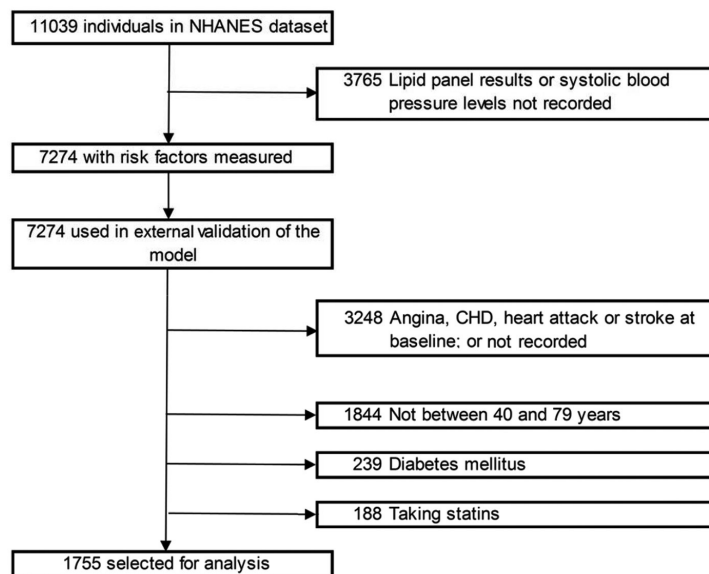 11039 individuals in NHANES dataset
3765 Lipid panel results or systolic blood
pressure levels not recorded
7274 with risk factors measured
7274 used in external validation of the
model
3248 Angina, CHD, heart attack or stroke at
baseline; or not recorded
1844 Not between 40 and 79 years
239 Diabetes mellitus
188 Taking statins
1755 selected for analysis